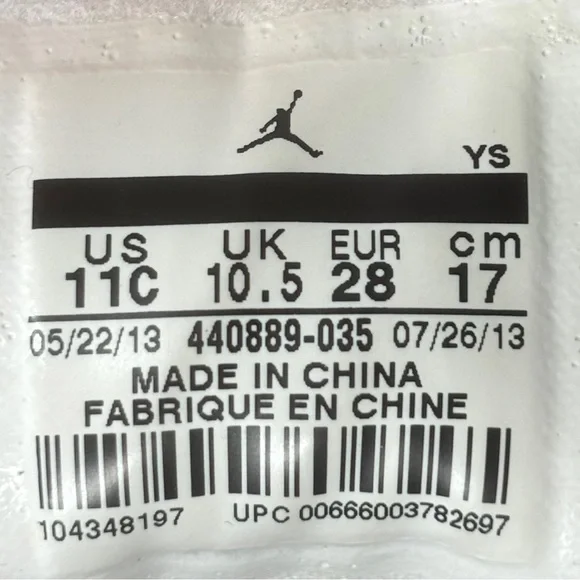 YS
US UK EUR cm
11C 10.5 28 17
05/22/13 440889-035 07/26/13
MADE IN CHINA
FABRIQUE EN CHINE
104348197 UPC 00666003782697